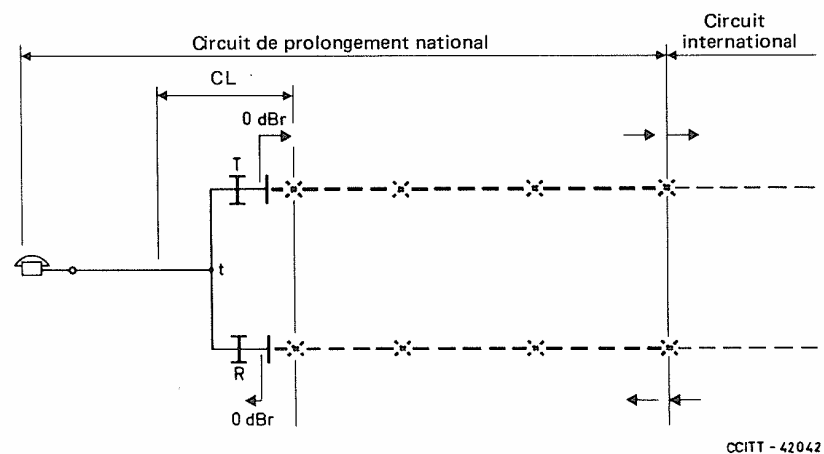 Circuit de prolongement national
Circuit
international
CL
0 dBr
T
t
R
0 dBr
CCITT - 42042